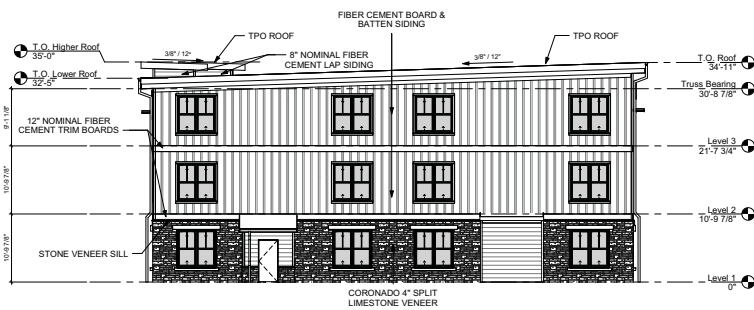 FIBER CEMENT BOARD &
BATTEN SIDING
T.O. Higher Roof
35'-0"
3/8" / 12"
TPO ROOF
8" NOMINAL FIBER
CEMENT LAP SIDING
3/8" / 12"
TPO ROOF
T.O. Roof
34'-11"
T.O. Lower Roof
32'-5"
Truss Bearing
30'-8 7/8"
9'-1 1/8"
12" NOMINAL FIBER
CEMENT TRIM BOARDS
Level 3
21'-7 3/4"
10'-9 7/8"
Level 2
10'-9 7/8"
10'-9 7/8"
STONE VENEER SILL
Level 1
0"
CORONADO 4" SPLIT
LIMESTONE VENEER